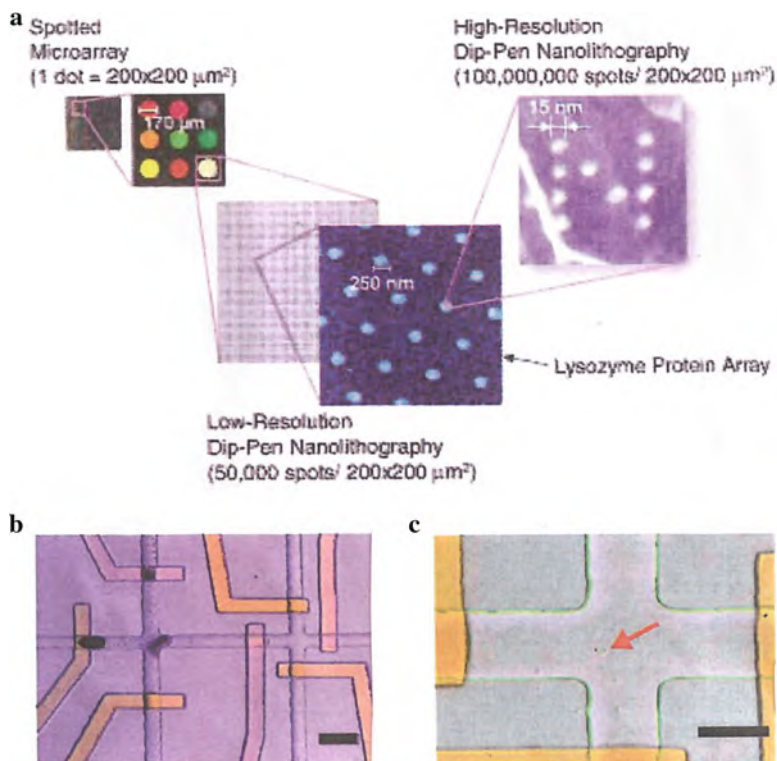 a
Spotted
Microarray
(1 dot = 200x200 μm²)
170 μm
High-Resolution
Dip-Pen Nanolithography
(100,000,000 spots/ 200x200 μm²)
15 nm
250 nm
Lysozyme Protein Array
Low-Resolution
Dip-Pen Nanolithography
(50,000 spots/ 200x200 μm²)
b
c